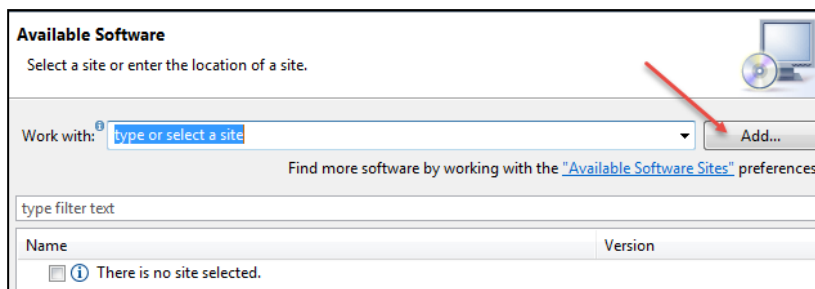 Available Software
Select a site or enter the location of a site.
Work with: type or select a site Add...
Find more software by working with the "Available Software Sites" preferences
type filter text
Name Version
There is no site selected.